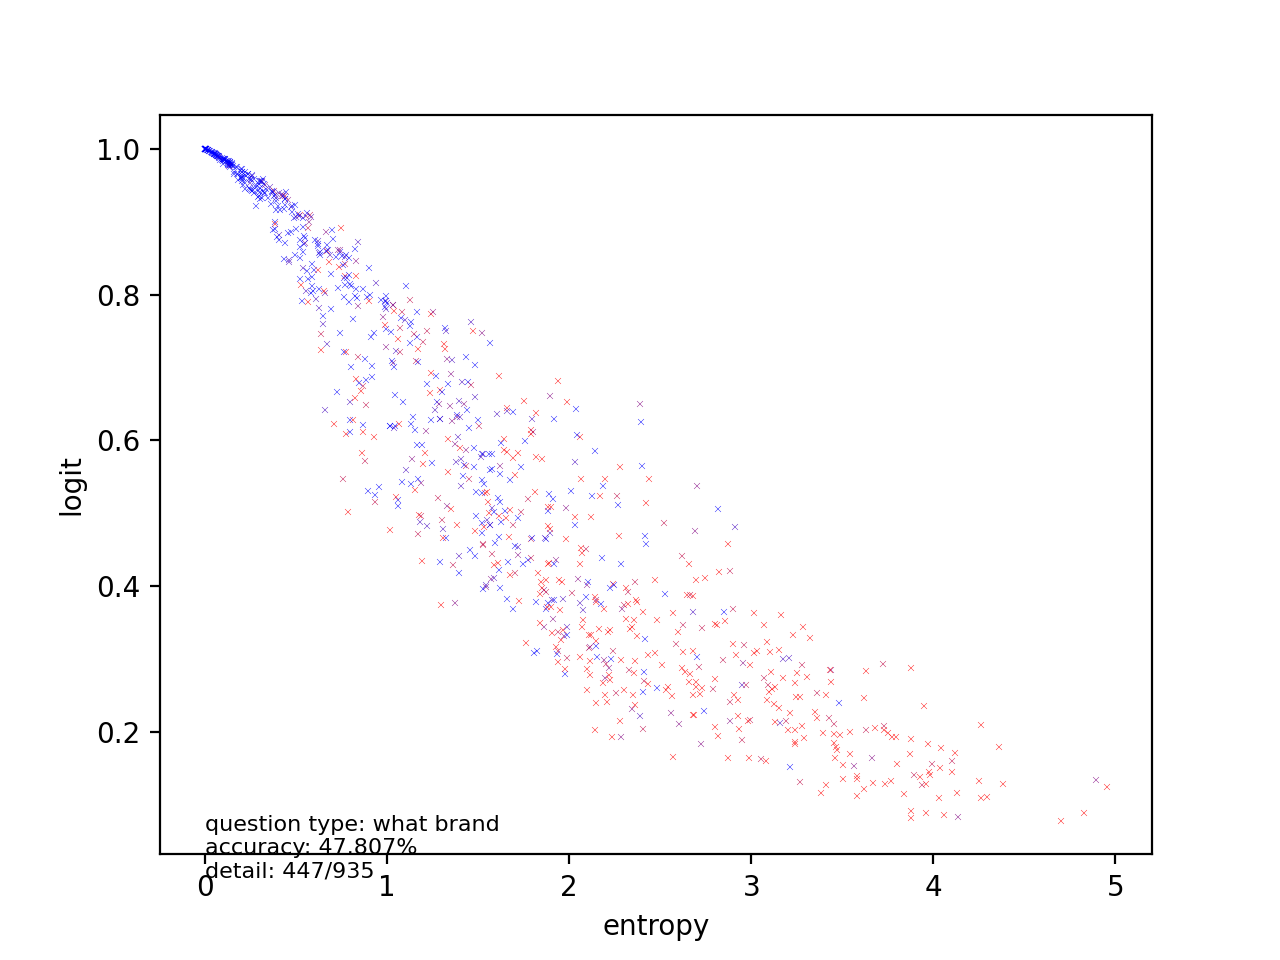 1.0
0.8
0.6
0.4
0.2
logit
question type: what brand
accuracy: 47.807%
detail: 447/935
0 1 2 3 4 5
entropy